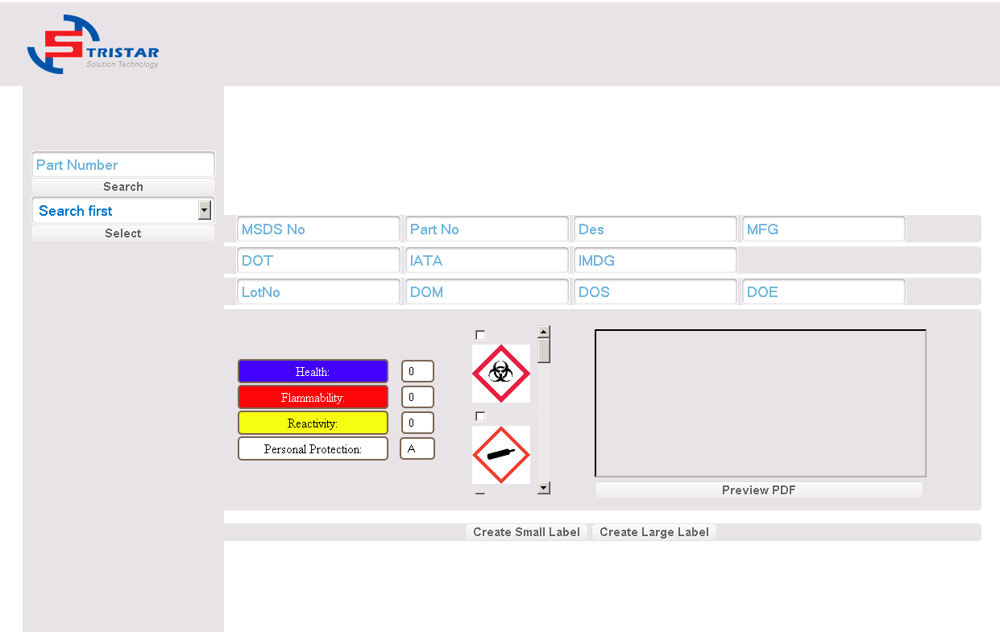 TRISTAR
Solution Technology
Part Number
Search
Search first
Select
MSDS No Part No Des MFG
DOT IATA IMDG
LotNo DOM DOS DOE
Health: 0
Flammability: 0
Reactivity: 0
Personal Protection: A
Preview PDF
Create Small Label Create Large Label